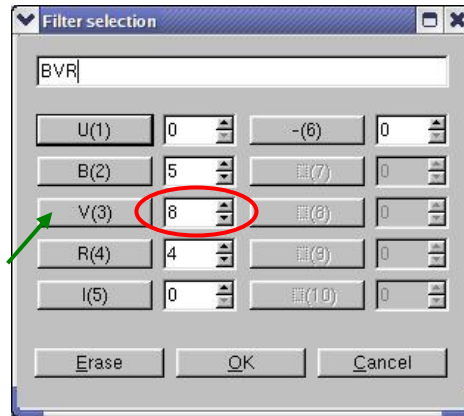 Filter selection
BVR
U(1) 0 -(6) 0
B(2) 5 (7) 0
V(3) 8 (8) 0
R(4) 4 (9) 0
I(5) 0 (10) 0
Erase OK Cancel